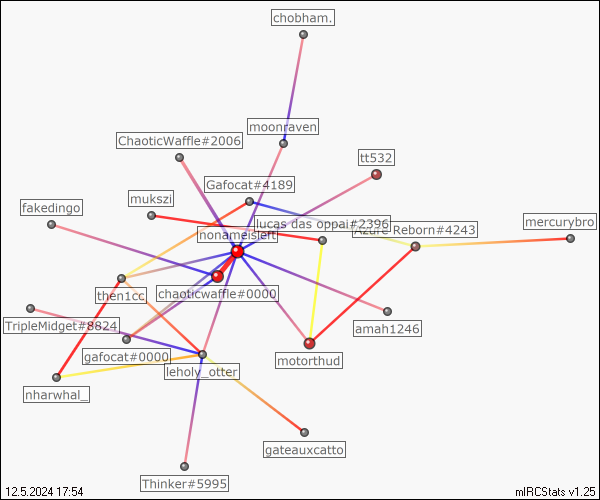 chobham.
moonraven
ChaoticWaffle#2006
tt532
Gafocat#4189
mukszi
fakedingo
lucas das oppai#2396
Reborn#4243
mercurybro
nonameisleft
chaoticwaffle#0000
then1cc
TripleMidget#8824
amah1246
gafocat#0000
motorthud
leholy_otter
nharwhal_
gateauxcatto
Thinker#5995
12.5.2024 17:54
mIRCStats v1.25